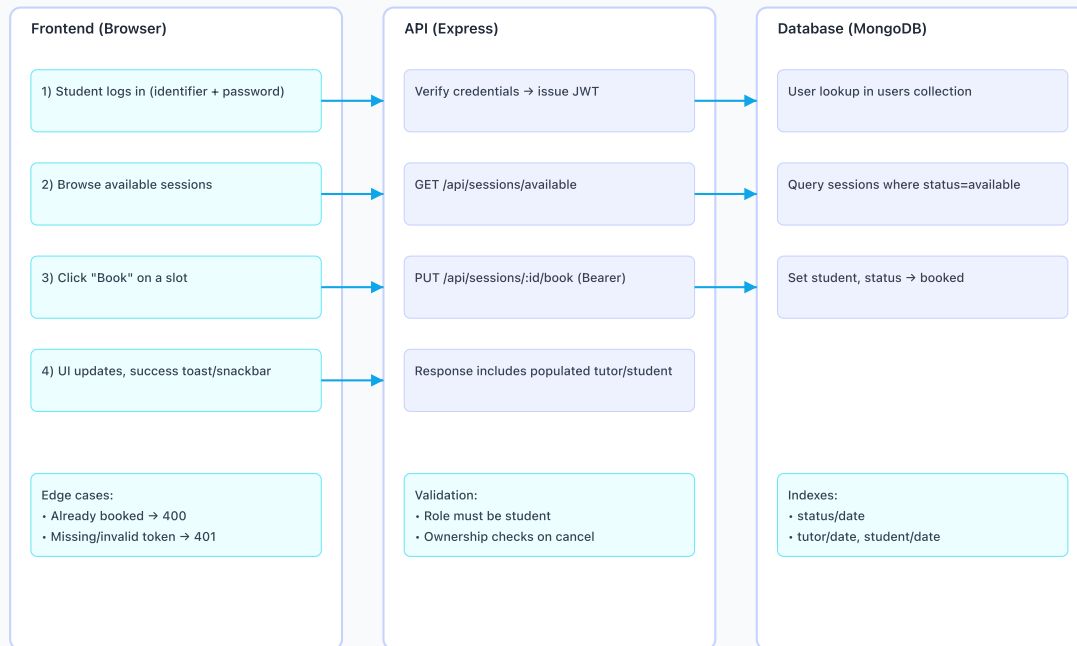 Frontend (Browser)
1) Student logs in (identifier + password)
2) Browse available sessions
3) Click "Book" on a slot
4) UI updates, success toast/snackbar
Edge cases:
• Already booked → 400
• Missing/invalid token → 401
API (Express)
Verify credentials → issue JWT
GET /api/sessions/available
PUT /api/sessions/:id/book (Bearer)
Response includes populated tutor/student
Validation:
• Role must be student
• Ownership checks on cancel
Database (MongoDB)
User lookup in users collection
Query sessions where status=available
Set student, status → booked
Indexes:
• status/date
• tutor/date, student/date